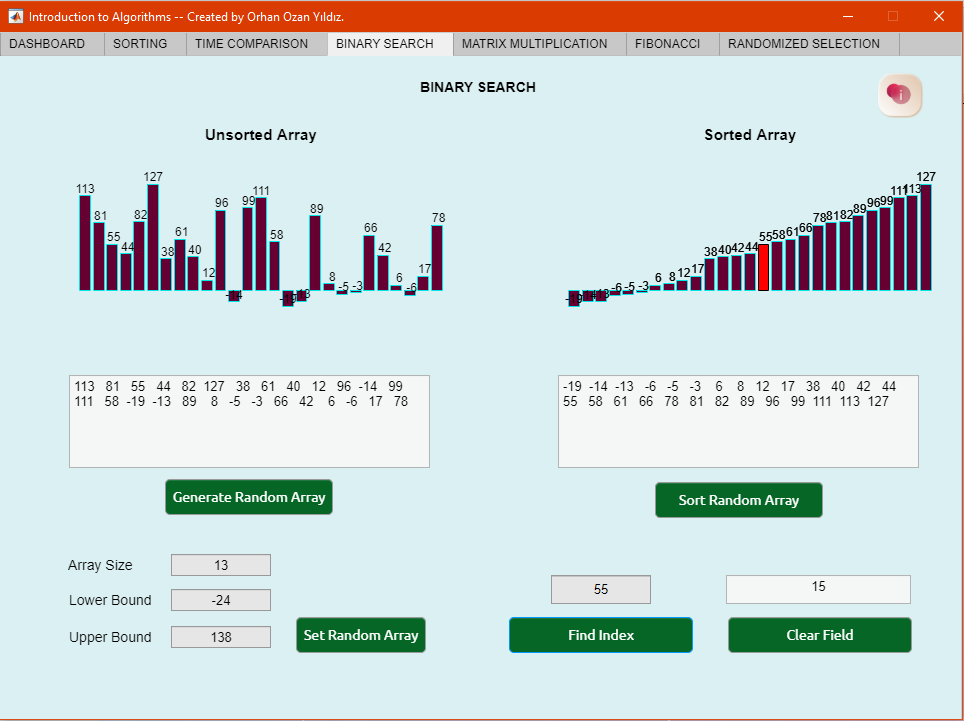 Introduction to Algorithms -- Created by Orhan Ozan Yıldız.
DASHBOARD SORTING TIME COMPARISON BINARY SEARCH MATRIX MULTIPLICATION FIBONACCI RANDOMIZED SELECTION
BINARY SEARCH
i
Unsorted Array
113 81 55 44 82 127 38 61 40 12 96 -14 99 111 58 -19 -13 89 8 -5 -3 66 42 6 -6 17 78
Sorted Array
-19 -14 -13 -6 -5 -3 6 8 12 17 38 40 42 44 55 58 61 66 78 81 82 89 96 99 111 113 127
113 81 55 44 82 127 38 61 40 12 96 -14 99
111 58 -19 -13 89 8 -5 -3 66 42 6 -6 17 78
-19 -14 -13 -6 -5 -3 6 8 12 17 38 40 42 44
55 58 61 66 78 81 82 89 96 99 111 113 127
Generate Random Array
Sort Random Array
Array Size 13
Lower Bound -24
Upper Bound 138
Set Random Array
55
15
Find Index
Clear Field